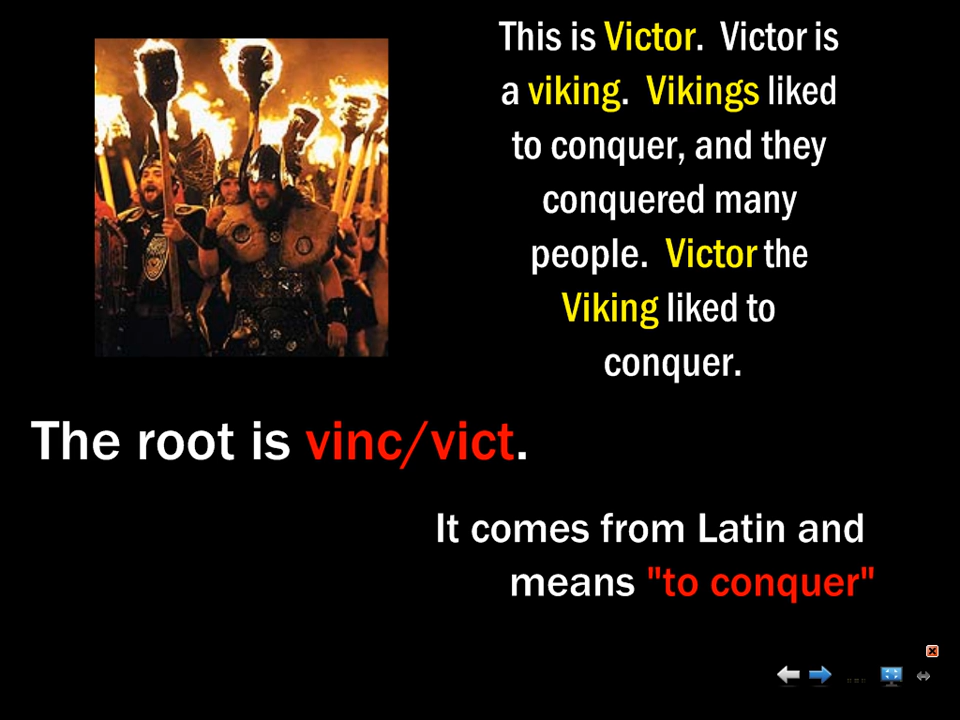 This is Victor. Victor is
a viking. Vikings liked
to conquer, and they
conquered many
people. Victor the
Viking liked to
conquer.
The root is vinc/vict.
It comes from Latin and
means "to conquer"